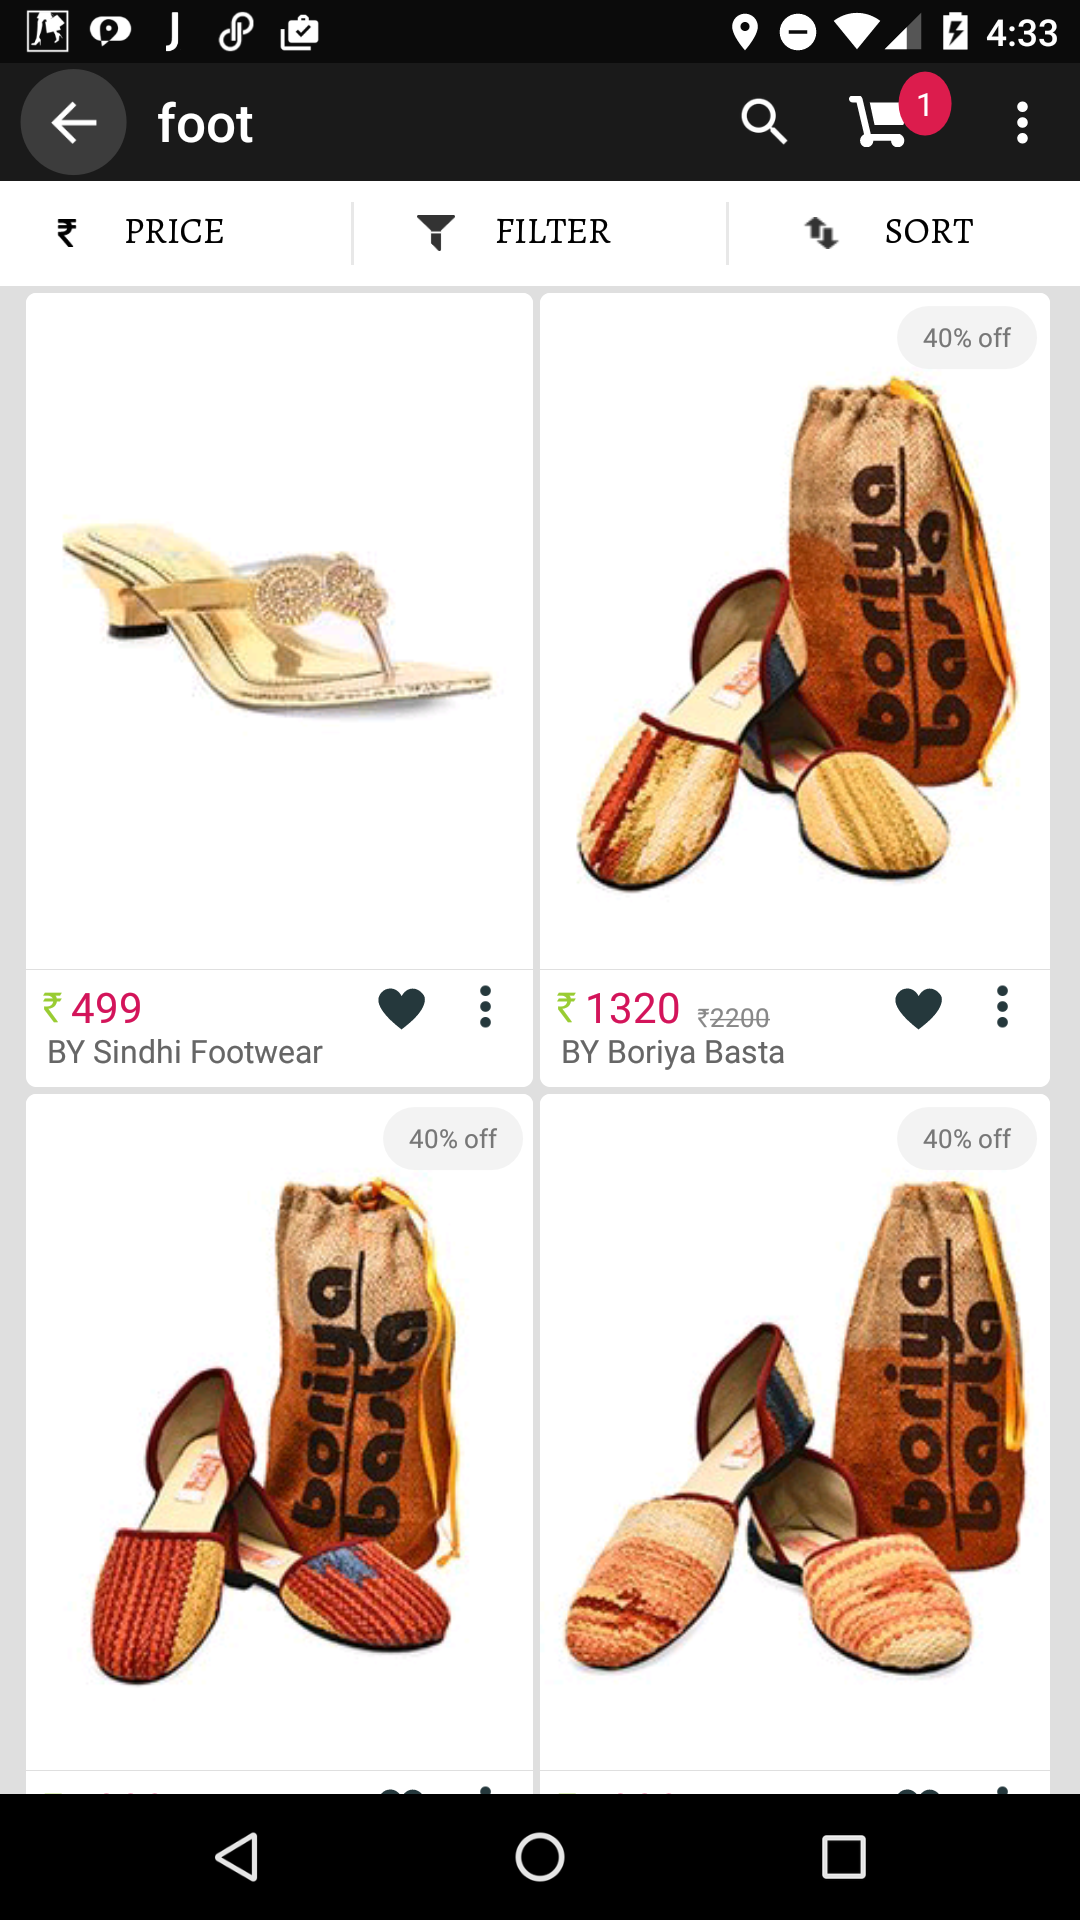 4:33
foot
1
₹ PRICE
FILTER
SORT
40% off
boriya
basta
₹ 499
BY Sindhi Footwear
₹ 1320 ₹2200
BY Boriya Basta
40% off
40% off
boriya
basta
boriya
basta